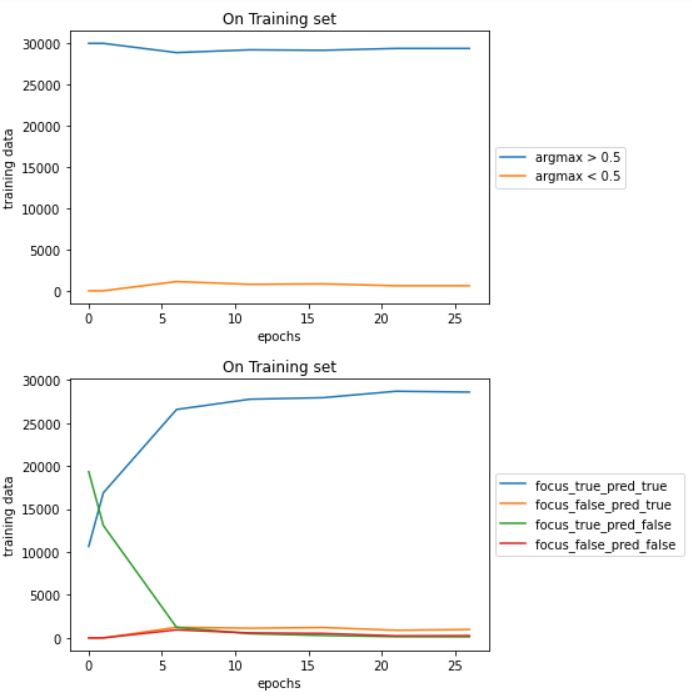 On Training set
30000
25000
20000
15000
10000
5000
0
training data
0 5 10 15 20 25
epochs
argmax > 0.5
argmax < 0.5
On Training set
30000
25000
20000
15000
10000
5000
0
training data
0 5 10 15 20 25
epochs
focus_true_pred_true
focus_false_pred_true
focus_true_pred_false
focus_false_pred_false